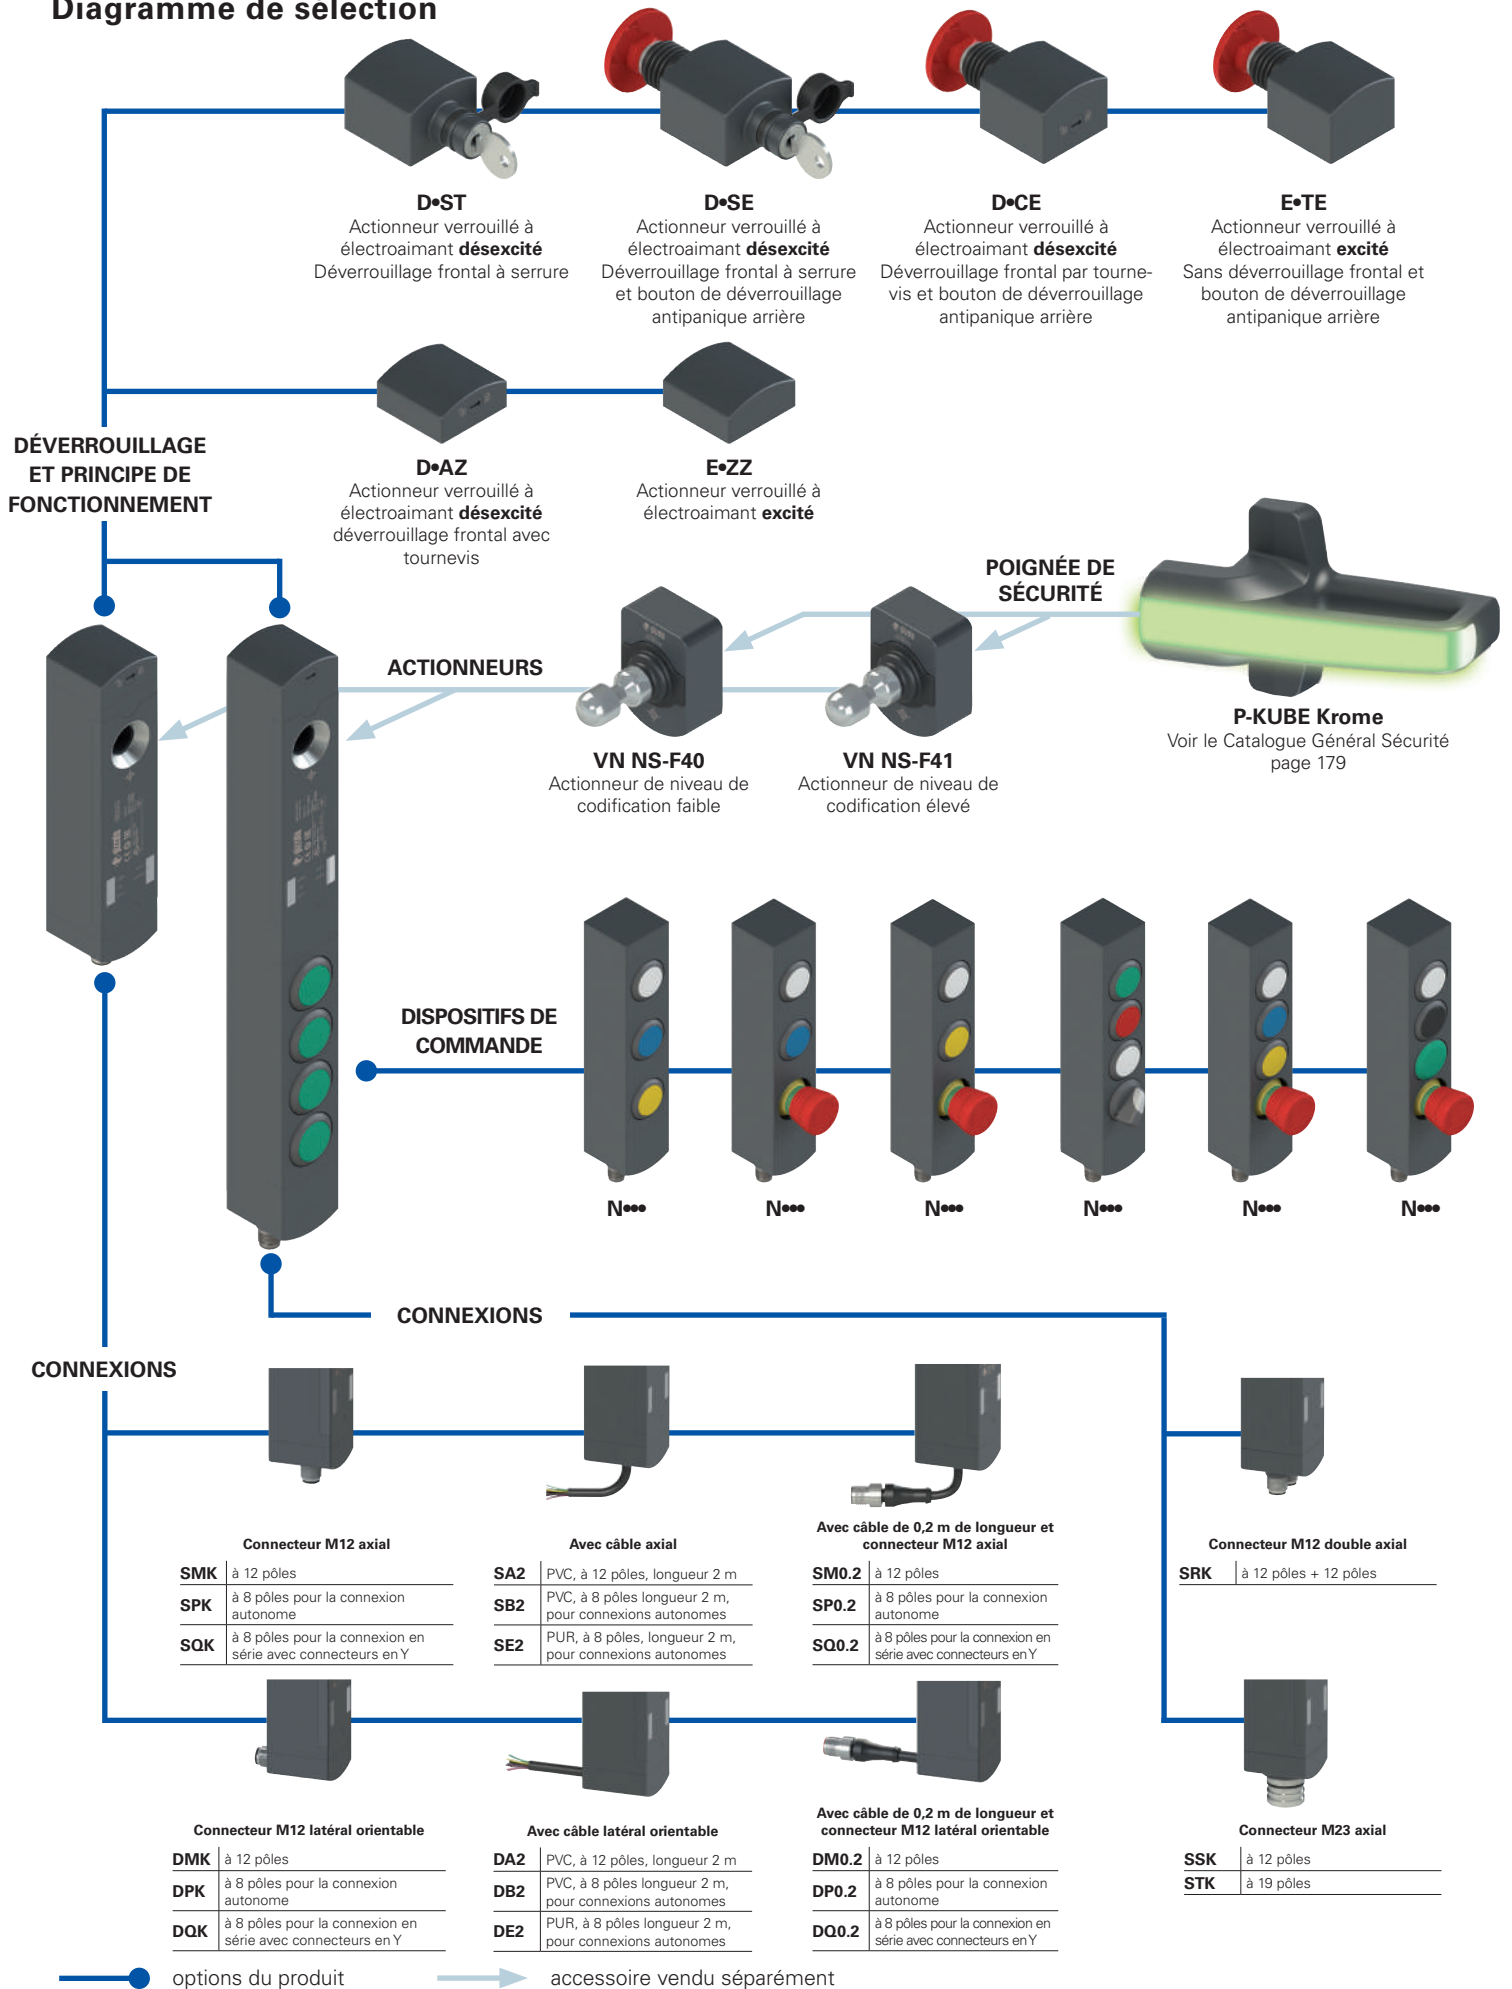 Diagramme de sélection
D•ST
Actionneur verrouillé à
électroaimant désexcité
Déverrouillage frontal à serrure
D•SE
Actionneur verrouillé à
électroaimant désexcité
Déverrouillage frontal à serrure
et bouton de déverrouillage
antipanique arrière
D•CE
Actionneur verrouillé à
électroaimant désexcité
Déverrouillage frontal par tourne-
vis et bouton de déverrouillage
antipanique arrière
E•TE
Actionneur verrouillé à
électroaimant excité
Sans déverrouillage frontal et
bouton de déverrouillage
antipanique arrière
DÉVERROUILLAGE
ET PRINCIPE DE
FONCTIONNEMENT
D•AZ
Actionneur verrouillé à
électroaimant désexcité
déverrouillage frontal avec
tournevis
E•ZZ
Actionneur verrouillé à
électroaimant excité
POIGNÉE DE
SÉCURITÉ
P-KUBE Krome
Voir le Catalogue Général Sécurité
page 179
ACTIONNEURS
VN NS-F40
Actionneur de niveau de
codification faible
VN NS-F41
Actionneur de niveau de
codification élevé
DISPOSITIFS DE
COMMANDE
N•••
N•••
N•••
N•••
N•••
N•••
CONNEXIONS
CONNEXIONS
Connecteur M12 axial
SMK à 12 pôles
SPK à 8 pôles pour la connexion
autonome
SQK à 8 pôles pour la connexion en
série avec connecteurs en Y
Avec câble axial
SA2 PVC, à 12 pôles, longueur 2 m
SB2 PVC, à 8 pôles longueur 2 m,
pour connexions autonomes
SE2 PUR, à 8 pôles, longueur 2 m,
pour connexions autonomes
Avec câble de 0,2 m de longueur et
connecteur M12 axial
SM0.2 à 12 pôles
SP0.2 à 8 pôles pour la connexion
autonome
SQ0.2 à 8 pôles pour la connexion en
série avec connecteurs en Y
Connecteur M12 double axial
SRK à 12 pôles + 12 pôles
Connecteur M12 latéral orientable
DMK à 12 pôles
DPK à 8 pôles pour la connexion
autonome
DQK à 8 pôles pour la connexion en
série avec connecteurs en Y
Avec câble latéral orientable
DA2 PVC, à 12 pôles, longueur 2 m
DB2 PVC, à 8 pôles longueur 2 m,
pour connexions autonomes
DE2 PUR, à 8 pôles longueur 2 m,
pour connexions autonomes
Avec câble de 0,2 m de longueur et
connecteur M12 latéral orientable
DM0.2 à 12 pôles
DP0.2 à 8 pôles pour la connexion
autonome
DQ0.2 à 8 pôles pour la connexion en
série avec connecteurs en Y
Connecteur M23 axial
SSK à 12 pôles
STK à 19 pôles
options du produit
accessoire vendu séparément